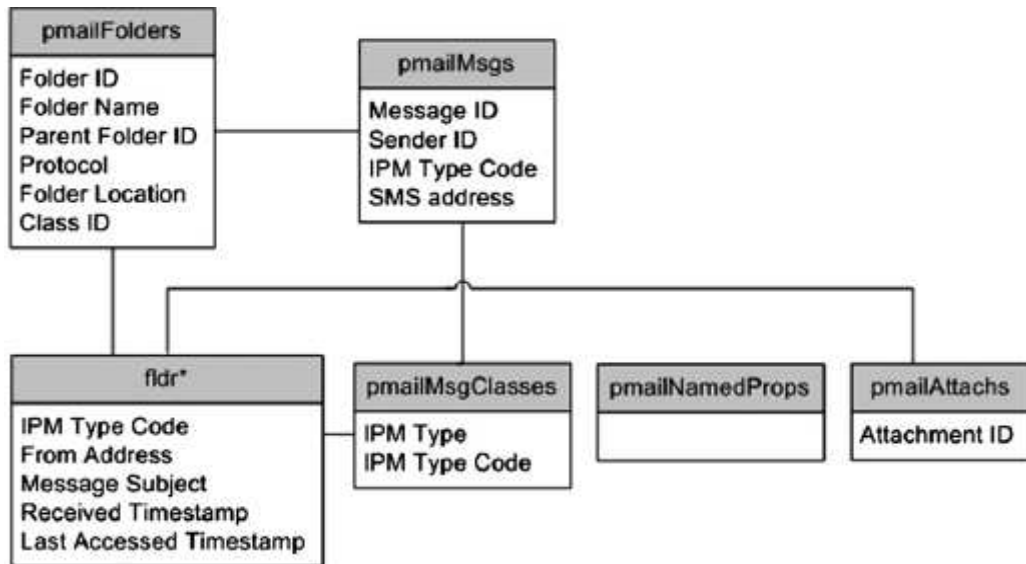 pmailFolders
Folder ID
Folder Name
Parent Folder ID
Protocol
Folder Location
Class ID
pmailMsgs
Message ID
Sender ID
IPM Type Code
SMS address
fldr*
IPM Type Code
From Address
Message Subject
Received Timestamp
Last Accessed Timestamp
pmailMsgClasses
IPM Type
IPM Type Code
pmailNamedProps
pmailAttachs
Attachment ID